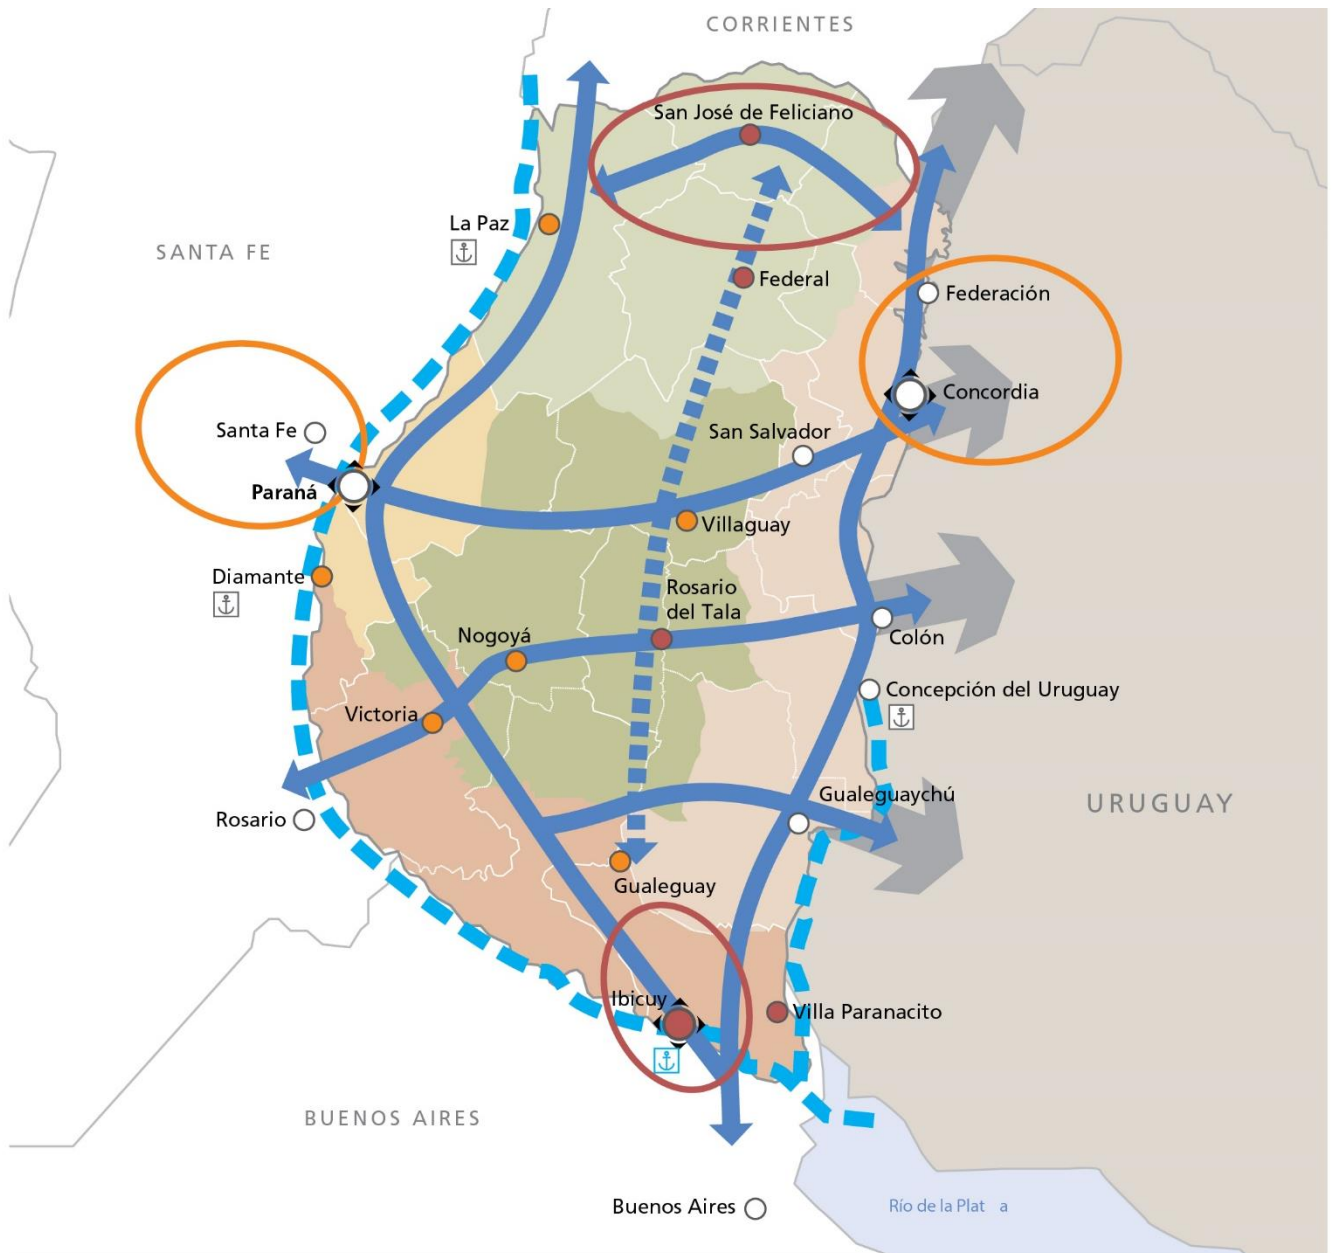 CORRIENTES
San José de Feliciano
La Paz
SANTA FE
Federal
Federación
Concordia
Santa Fe
San Salvador
Paraná
Villaguay
Diamante
Rosario
del Tala
Nogoyá
Colón
Concepción del Uruguay
Victoria
Gualeguaychú
URUGUAY
Rosario
Gualeguay
Ibicuy
Villa Paranacito
BUENOS AIRES
Buenos Aires
Río de la Plat a